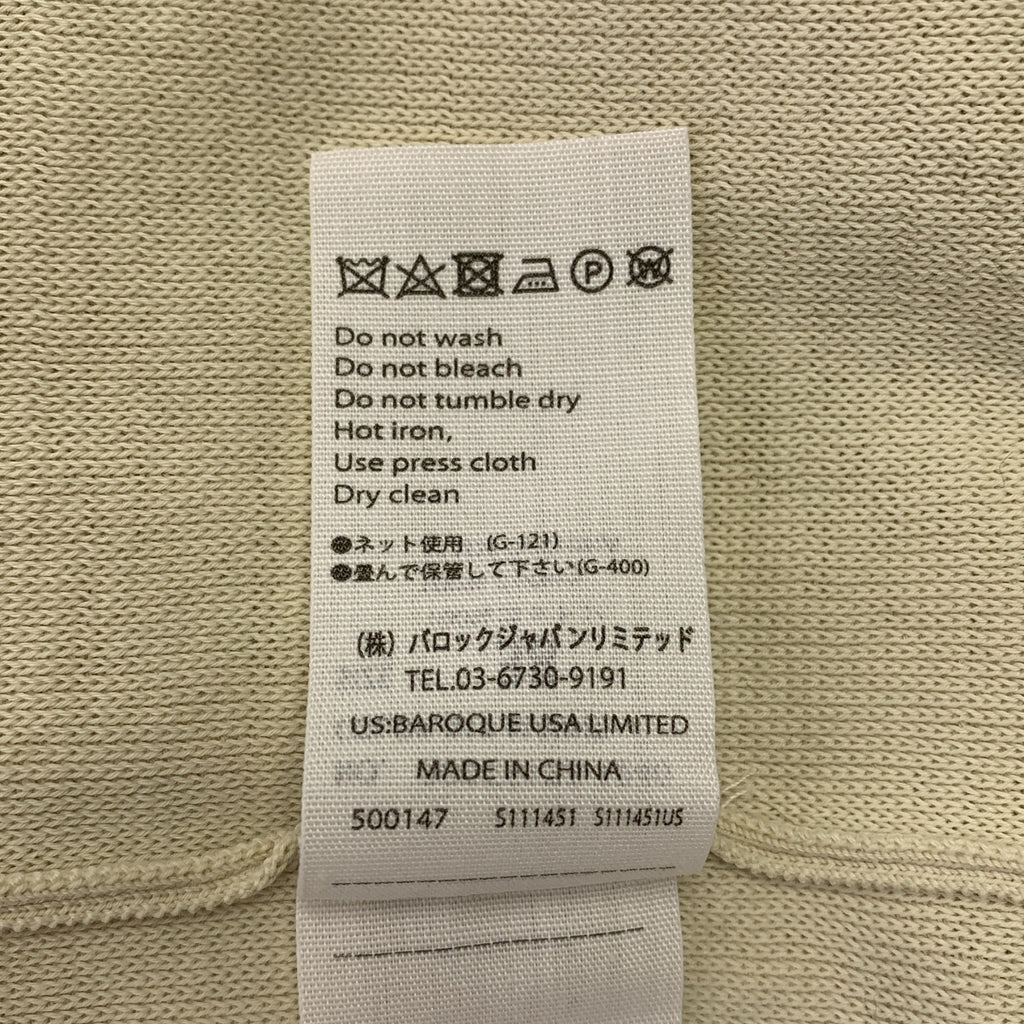 P W
Do not wash
Do not bleach
Do not tumble dry
Hot iron,
Use press cloth
Dry clean
●ネット使用 (G-121)
●畳んで保管して下さい(G-400)
(株) バロックジャパンリミテッド
TEL.03-6730-9191
US:BAROQUE USA LIMITED
MADE IN CHINA
500147 5111451 5111451US